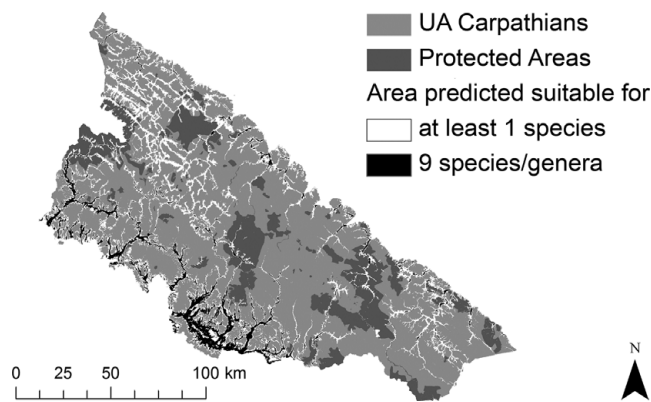 UA Carpathians
Protected Areas
Area predicted suitable for
at least 1 species
9 species/genera
0 25 50 100 km
N